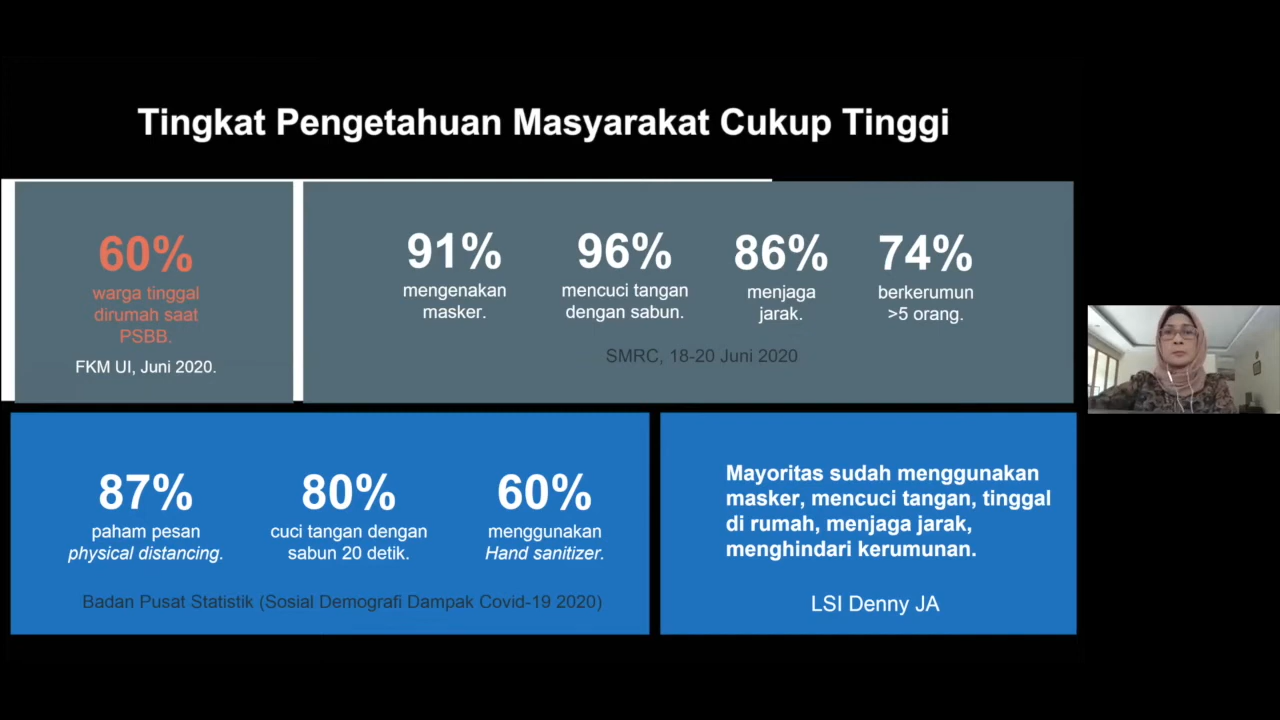 Tingkat Pengetahuan Masyarakat Cukup Tinggi
60%
warga tinggal
dirumah saat
PSBB.
FKM UI, Juni 2020.
91%
mengenakan
masker.
96%
mencuci tangan
dengan sabun.
86%
menjaga
jarak.
74%
berkerumun
>5 orang.
SMRC, 18-20 Juni 2020
87%
paham pesan
physical distancing.
80%
cuci tangan dengan
sabun 20 detik.
60%
menggunakan
Hand sanitizer.
Badan Pusat Statistik (Sosial Demografi Dampak Covid-19 2020)
Mayoritas sudah menggunakan
masker, mencuci tangan, tinggal
di rumah, menjaga jarak,
menghindari kerumunan.
LSI Denny JA